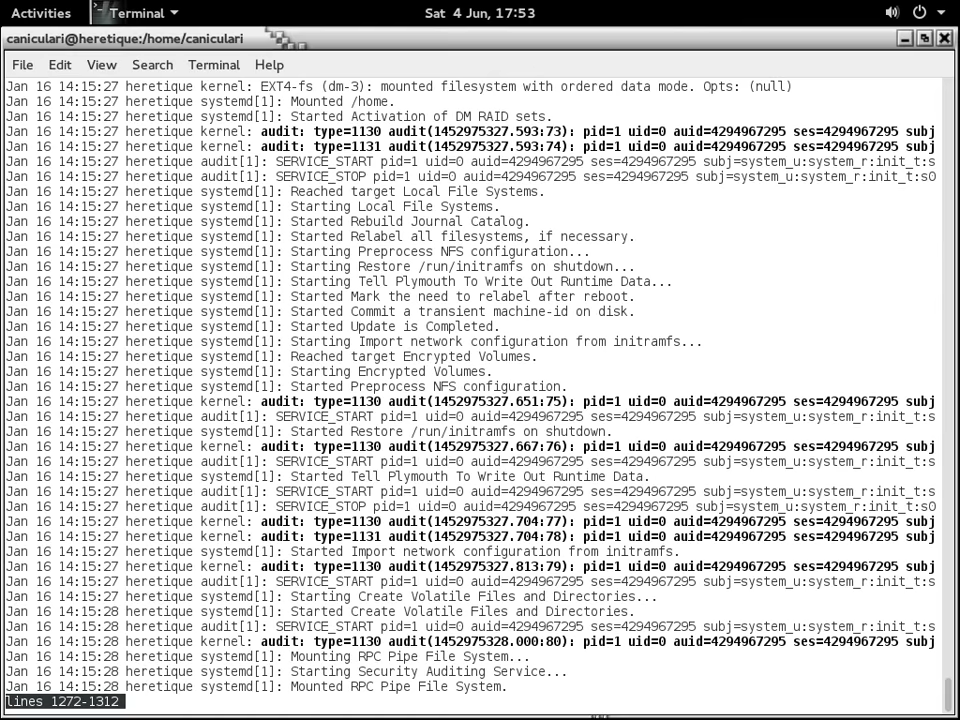 Activities Terminal Sat 4 Jun, 17:53
caniculari@heretique:/home/caniculari
File Edit View Search Terminal Help
Jan 16 14:15:27 heretique kernel: EXT4-fs (dm-3): mounted filesystem with ordered data mode. Opts: (null)
Jan 16 14:15:27 heretique systemd[1]: Mounted /home.
Jan 16 14:15:27 heretique systemd[1]: Started Activation of DM RAID sets.
Jan 16 14:15:27 heretique kernel: audit: type=1130 audit(1452975327.593:73): pid=1 uid=0 auid=4294967295 ses=4294967295 subj
Jan 16 14:15:27 heretique kernel: audit: type=1131 audit(1452975327.593:74): pid=1 uid=0 auid=4294967295 ses=4294967295 subj
Jan 16 14:15:27 heretique audit[1]: SERVICE_START pid=1 uid=0 auid=4294967295 ses=4294967295 subj=system_u:system_r:init_t:s
Jan 16 14:15:27 heretique audit[1]: SERVICE_STOP pid=1 uid=0 auid=4294967295 ses=4294967295 subj=system_u:system_r:init_t:s0
Jan 16 14:15:27 heretique systemd[1]: Reached target Local File Systems.
Jan 16 14:15:27 heretique systemd[1]: Starting Local File Systems.
Jan 16 14:15:27 heretique systemd[1]: Started Rebuild Journal Catalog.
Jan 16 14:15:27 heretique systemd[1]: Started Relabel all filesystems, if necessary.
Jan 16 14:15:27 heretique systemd[1]: Starting Preprocess NFS configuration...
Jan 16 14:15:27 heretique systemd[1]: Starting Restore /run/initramfs on shutdown...
Jan 16 14:15:27 heretique systemd[1]: Starting Tell Plymouth To Write Out Runtime Data...
Jan 16 14:15:27 heretique systemd[1]: Started Mark the need to relabel after reboot.
Jan 16 14:15:27 heretique systemd[1]: Started Commit a transient machine-id on disk.
Jan 16 14:15:27 heretique systemd[1]: Started Update is Completed.
Jan 16 14:15:27 heretique systemd[1]: Starting Import network configuration from initramfs...
Jan 16 14:15:27 heretique systemd[1]: Reached target Encrypted Volumes.
Jan 16 14:15:27 heretique systemd[1]: Starting Encrypted Volumes.
Jan 16 14:15:27 heretique systemd[1]: Started Preprocess NFS configuration.
Jan 16 14:15:27 heretique kernel: audit: type=1130 audit(1452975327.651:75): pid=1 uid=0 auid=4294967295 ses=4294967295 subj
Jan 16 14:15:27 heretique audit[1]: SERVICE_START pid=1 uid=0 auid=4294967295 ses=4294967295 subj=system_u:system_r:init_t:s
Jan 16 14:15:27 heretique systemd[1]: Started Restore /run/initramfs on shutdown.
Jan 16 14:15:27 heretique kernel: audit: type=1130 audit(1452975327.667:76): pid=1 uid=0 auid=4294967295 ses=4294967295 subj
Jan 16 14:15:27 heretique audit[1]: SERVICE_START pid=1 uid=0 auid=4294967295 ses=4294967295 subj=system_u:system_r:init_t:s
Jan 16 14:15:27 heretique systemd[1]: Started Tell Plymouth To Write Out Runtime Data.
Jan 16 14:15:27 heretique audit[1]: SERVICE_START pid=1 uid=0 auid=4294967295 ses=4294967295 subj=system_u:system_r:init_t:s
Jan 16 14:15:27 heretique audit[1]: SERVICE_STOP pid=1 uid=0 auid=4294967295 ses=4294967295 subj=system_u:system_r:init_t:s0
Jan 16 14:15:27 heretique kernel: audit: type=1130 audit(1452975327.704:77): pid=1 uid=0 auid=4294967295 ses=4294967295 subj
Jan 16 14:15:27 heretique kernel: audit: type=1131 audit(1452975327.704:78): pid=1 uid=0 auid=4294967295 ses=4294967295 subj
Jan 16 14:15:27 heretique systemd[1]: Started Import network configuration from initramfs.
Jan 16 14:15:27 heretique kernel: audit: type=1130 audit(1452975327.813:79): pid=1 uid=0 auid=4294967295 ses=4294967295 subj
Jan 16 14:15:27 heretique audit[1]: SERVICE_START pid=1 uid=0 auid=4294967295 ses=4294967295 subj=system_u:system_r:init_t:s
Jan 16 14:15:27 heretique systemd[1]: Starting Create Volatile Files and Directories...
Jan 16 14:15:28 heretique systemd[1]: Started Create Volatile Files and Directories.
Jan 16 14:15:28 heretique audit[1]: SERVICE_START pid=1 uid=0 auid=4294967295 ses=4294967295 subj=system_u:system_r:init_t:s
Jan 16 14:15:28 heretique kernel: audit: type=1130 audit(1452975328.000:80): pid=1 uid=0 auid=4294967295 ses=4294967295 subj
Jan 16 14:15:28 heretique systemd[1]: Mounting RPC Pipe File System...
Jan 16 14:15:28 heretique systemd[1]: Starting Security Auditing Service...
Jan 16 14:15:28 heretique systemd[1]: Mounted RPC Pipe File System.
lines 1272-1312